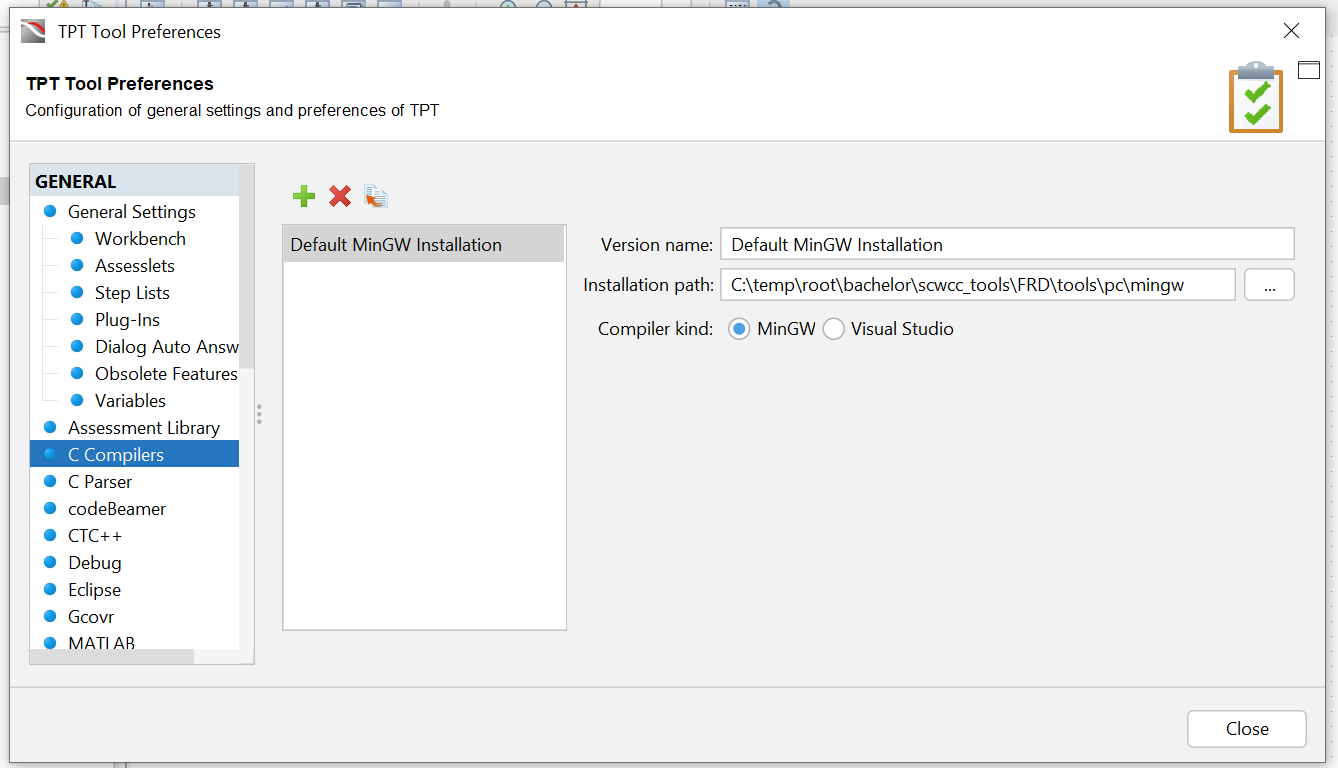 TPT Tool Preferences
TPT Tool Preferences
Configuration of general settings and preferences of TPT
GENERAL
General Settings
Workbench
Assesslets
Step Lists
Plug-Ins
Dialog Auto Answ
Obsolete Features
Variables
Assessment Library
C Compilers
C Parser
codeBeamer
CTC++
Debug
Eclipse
Gcovr
MATLAB
Default MinGW Installation
Version name: Default MinGW Installation
Installation path: C:\temp\root\bachelor\scwcc_tools\FRD\tools\pc\mingw ...
Compiler kind: MinGW Visual Studio
Close